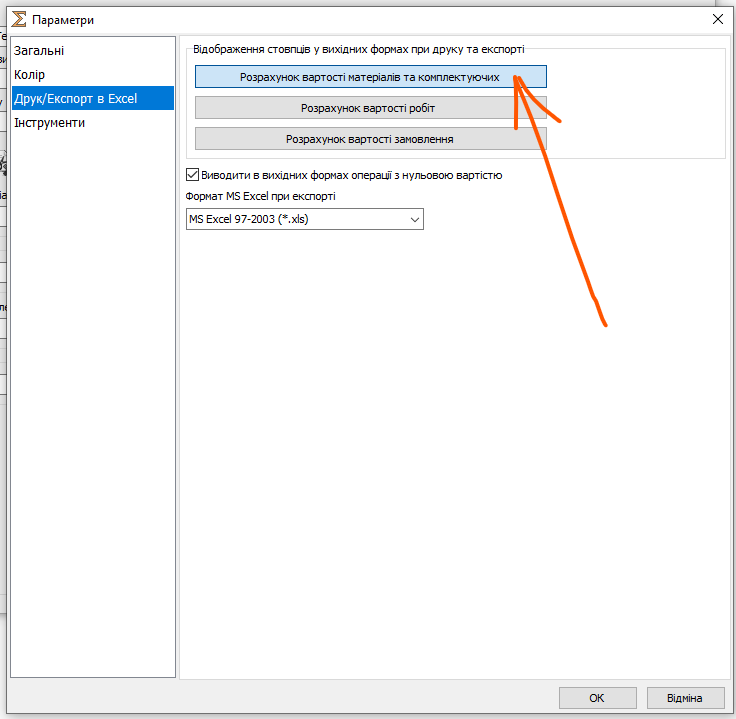 Параметри
Загальні
Колір
Друк/Експорт в Excel
Інструменти
Відображення стовпців у вихідних формах при друку та експорті
Розрахунок вартості матеріалів та комплектуючих
Розрахунок вартості робіт
Розрахунок вартості замовлення
Виводити в вихідних формах операції з нульовою вартістю
Формат MS Excel при експорті
MS Excel 97-2003 (*.xls)
OK
Відміна